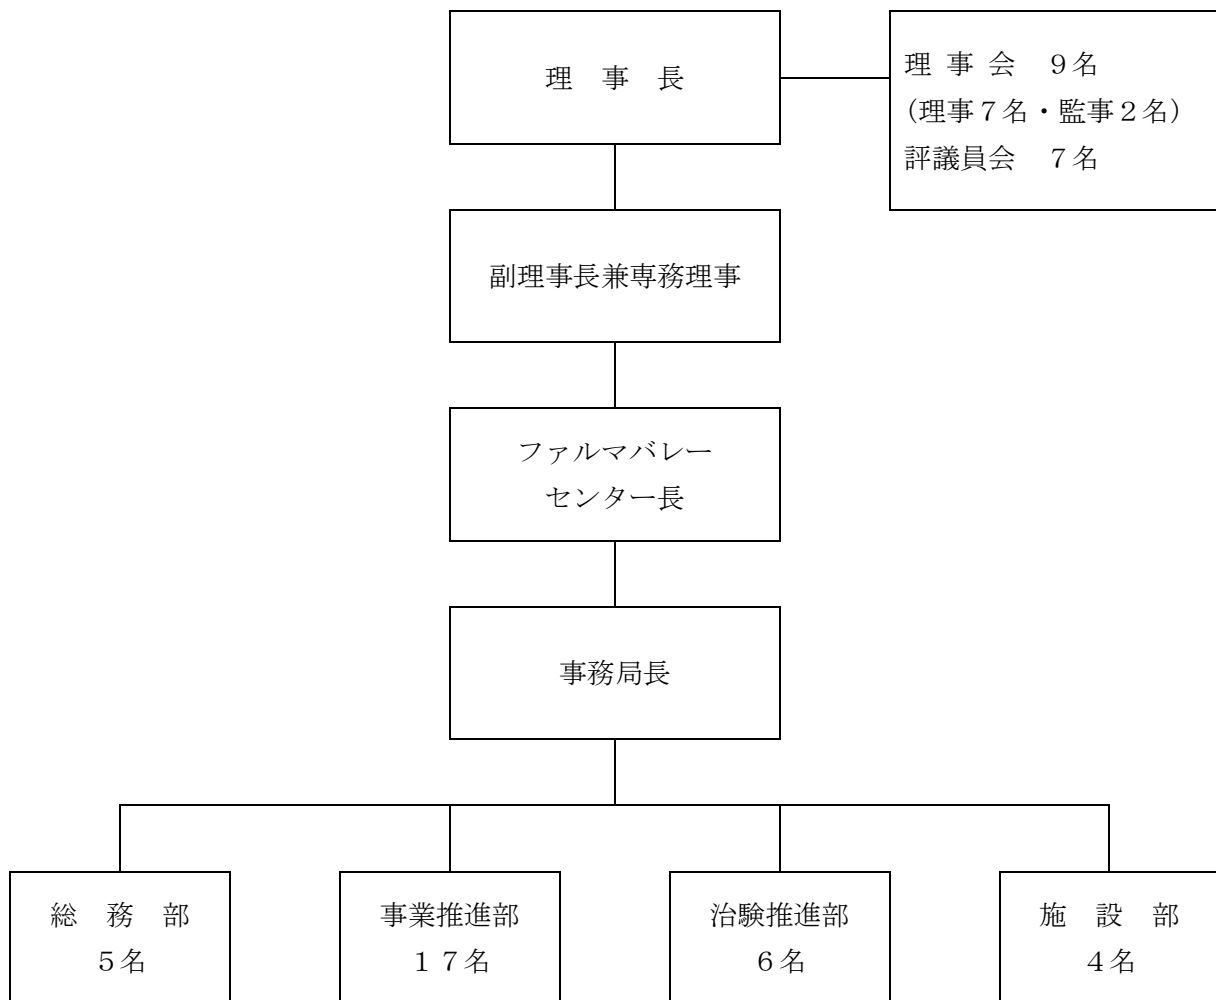 理　事　長
理 事 会　９名
(理事７名・監事２名)
評議員会　７名
副理事長兼専務理事
ファルマバレー
センター長
事務局長
総　務　部
５名
事業推進部
１７名
治験推進部
６名
施　設　部
４名